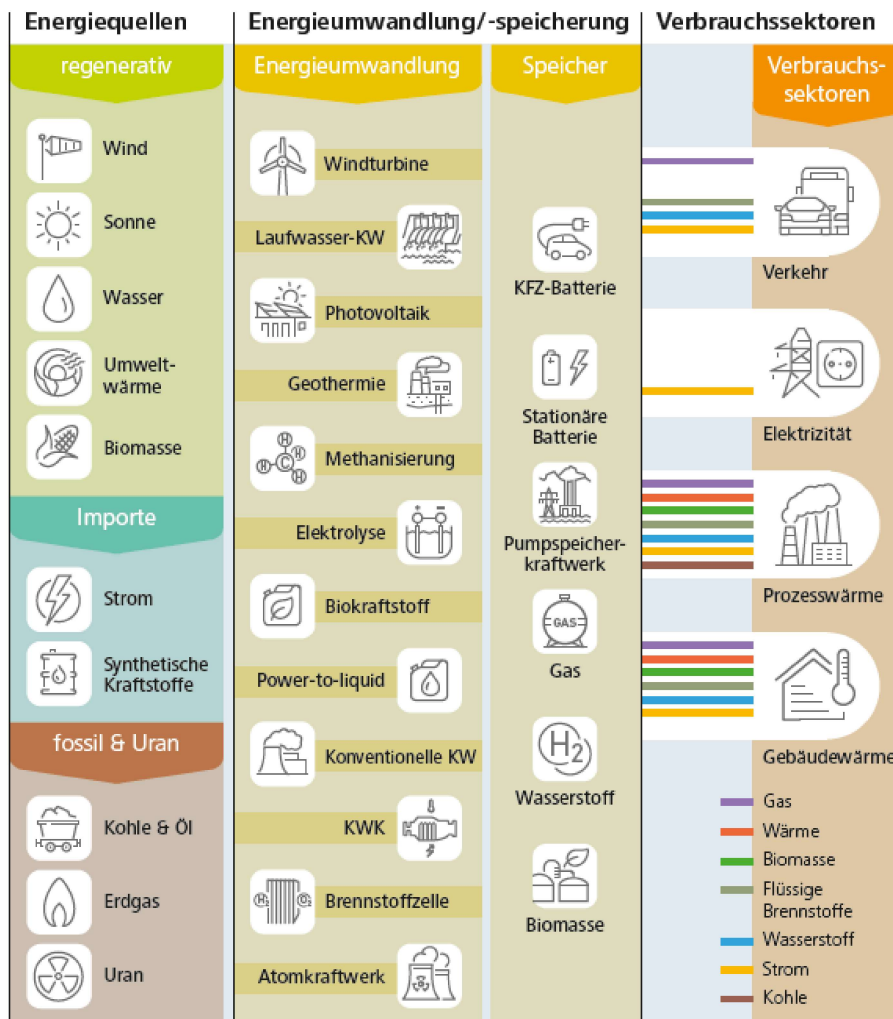 Energiequellen
Energieumwandlung/-speicherung
Verbrauchssektoren
regenerativ
Wind
Sonne
Wasser
Umwelt-
wärme
Biomasse
Importe
Strom
Synthetische
Kraftstoffe
fossil & Uran
Kohle & Öl
Erdgas
Uran
Energieumwandlung
Windturbine
Laufwasser-KW
Photovoltaik
Geothermie
H
H
C
H
H
Methanisierung
Elektrolyse
Biokraftstoff
Power-to-liquid
Konventionelle KW
KWK
H₂
O₂
Brennstoffzelle
Atomkraftwerk
Speicher
KFZ-Batterie
Stationäre
Batterie
Pumpspeicher-
kraftwerk
GAS
Gas
H₂
Wasserstoff
Biomasse
Verbrauchs-
sektoren
Verkehr
Elektrizität
Prozesswärme
Gebäudewärme
Gas
Wärme
Biomasse
Flüssige
Brennstoffe
Wasserstoff
Strom
Kohle